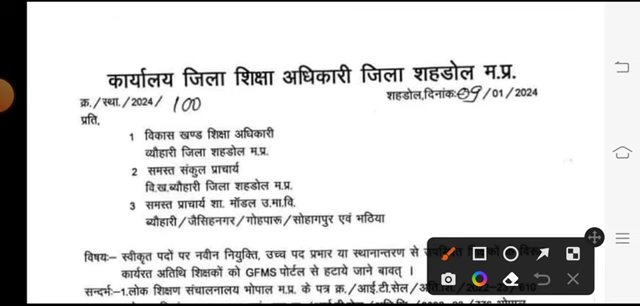 कार्यालय जिला शिक्षा अधिकारी जिला शहडोल म.प्र.
क्र./स्था./2024/ 100 शहडोल,दिनांक:09/01/2024
प्रति,
1 विकास खण्ड शिक्षा अधिकारी
व्यौहारी जिला शहडोल म.प्र.
2 समस्त संकुल प्राचार्य
वि.ख.ब्यौहारी जिला शहडोल म.प्र.
3 समस्त प्राचार्य शा. मॉडल उ.मा.वि.
ब्यौहारी/जैसिहनगर/गोहपारू/सोहागपुर एवं भठिया
विषय:– स्वीकृत पदों पर नवीन नियुक्ति, उच्च पद प्रभार या स्थानान्तरण से
कार्यरत अतिथि शिक्षकों को GFMS पोर्टल से हटाये जाने बावत् ।
सन्दर्भ:–1.लोक शिक्षण संचालनालय भोपाल म.प्र. के पत्र क्र./आई.टी.सेल/